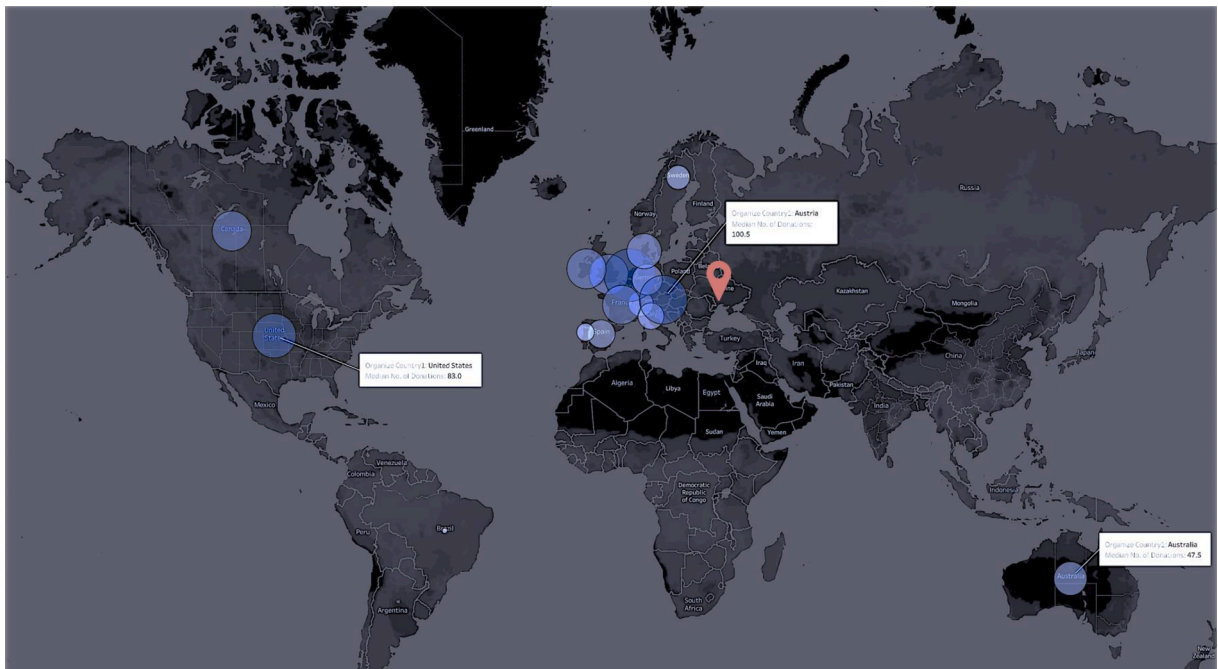 Greenland
Russia
Sweden
Finland
Norway
Organize Country1: Austria
Median No. of Donations:
100.5
Canada
Poland
Kazakhstan
Mongolia
United
States
Spain
Turkey
China
Japan
Organize Country1: United States
Median No. of Donations: 83.0
Iraq
Iran
Pakistan
Algeria
Libya
Egypt
Saudi
Arabia
India
Mexico
Sudan
Yemen
Venezuela
Colombia
Democratic
Republic
of Congo
Indonesia
Brazil
Peru
Organize Country1: Australia
Median No. of Donations: 47.5
Australia
South
Africa
Argentina
New
Zealand